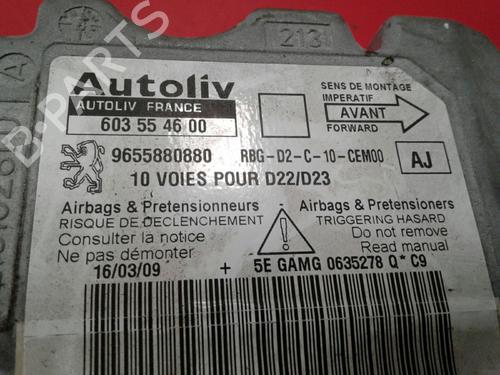 213
A
B-PARTS
Autoliv
AUTOLIV FRANCE
603 55 46 00
SENS DE MONTAGE
IMPERATIF
AVANT
FORWARD
9655880880 RBG-D2-C-10-CEM00 AJ
10 VOIES POUR D22/D23
Airbags & Pretensionneurs
RISQUE DE DECLENCHEMENT
Consulter la notice
Ne pas démonter
Airbags & Pretensioners
TRIGGERING HASARD
Do not remove
Read manual
16/03/09 + 5E GAMG 0635278 Q* C9